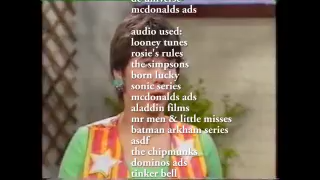 mcdonalds ads
audio used:
looney tunes
rosie's rules
the simpsons
born lucky
sonic series
mcdonalds ads
aladdin films
mr men & little misses
batman arkham series
asdf
the chipmunks
dominos ads
tinker bell